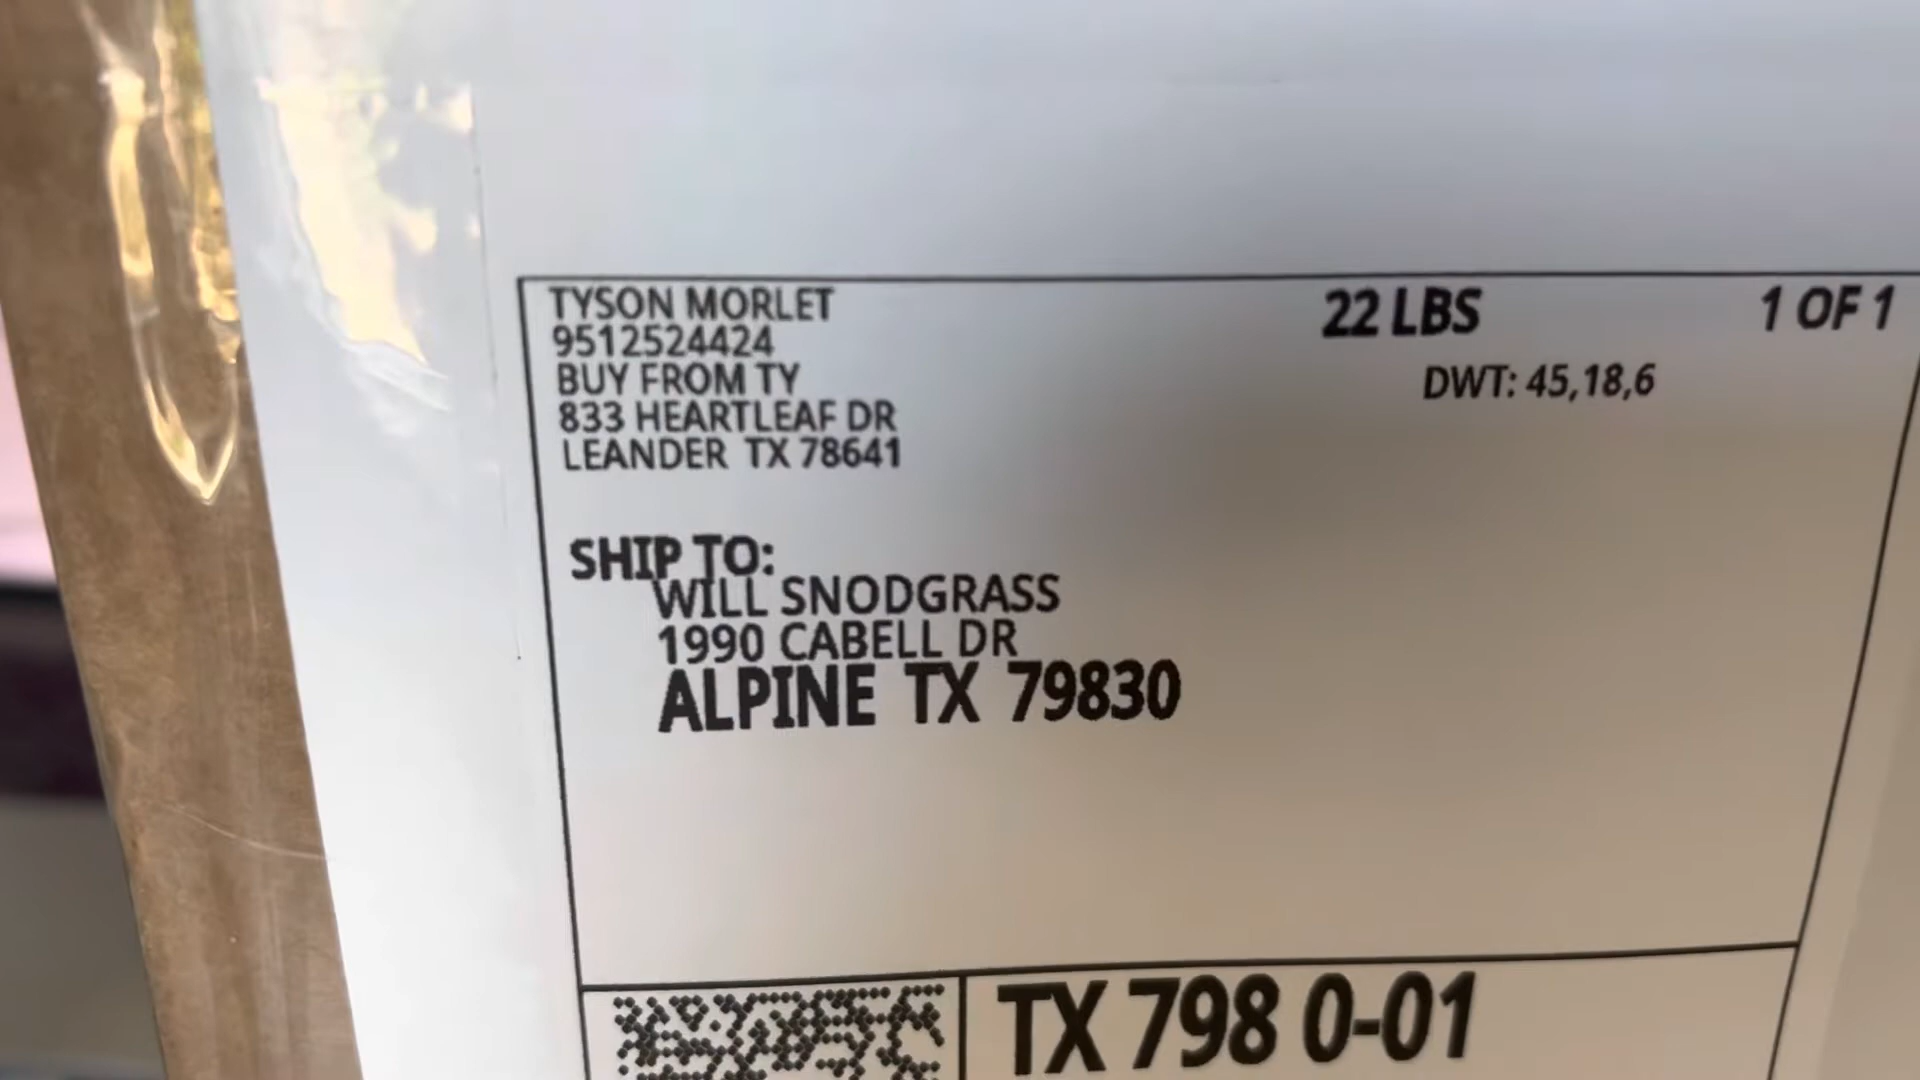 TYSON MORLET
9512524424
BUY FROM TY
833 HEARTLEAF DR
LEANDER TX 78641
22 LBS
1 OF 1
DWT: 45,18,6
SHIP TO:
WILL SNODGRASS
1990 CABELL DR
ALPINE TX 79830
TX 798 0-01